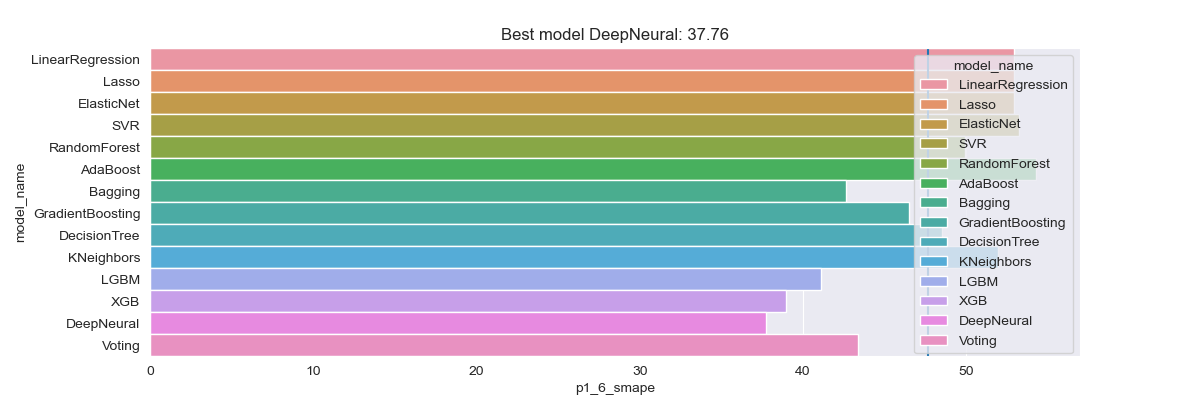 Best model DeepNeural: 37.76
model_name
LinearRegression
Lasso
ElasticNet
SVR
RandomForest
AdaBoost
Bagging
GradientBoosting
DecisionTree
KNeighbors
LGBM
XGB
DeepNeural
Voting
model_name
LinearRegression
Lasso
ElasticNet
SVR
RandomForest
AdaBoost
Bagging
GradientBoosting
DecisionTree
KNeighbors
LGBM
XGB
DeepNeural
Voting
0 10 20 30 40 50
p1_6_smape